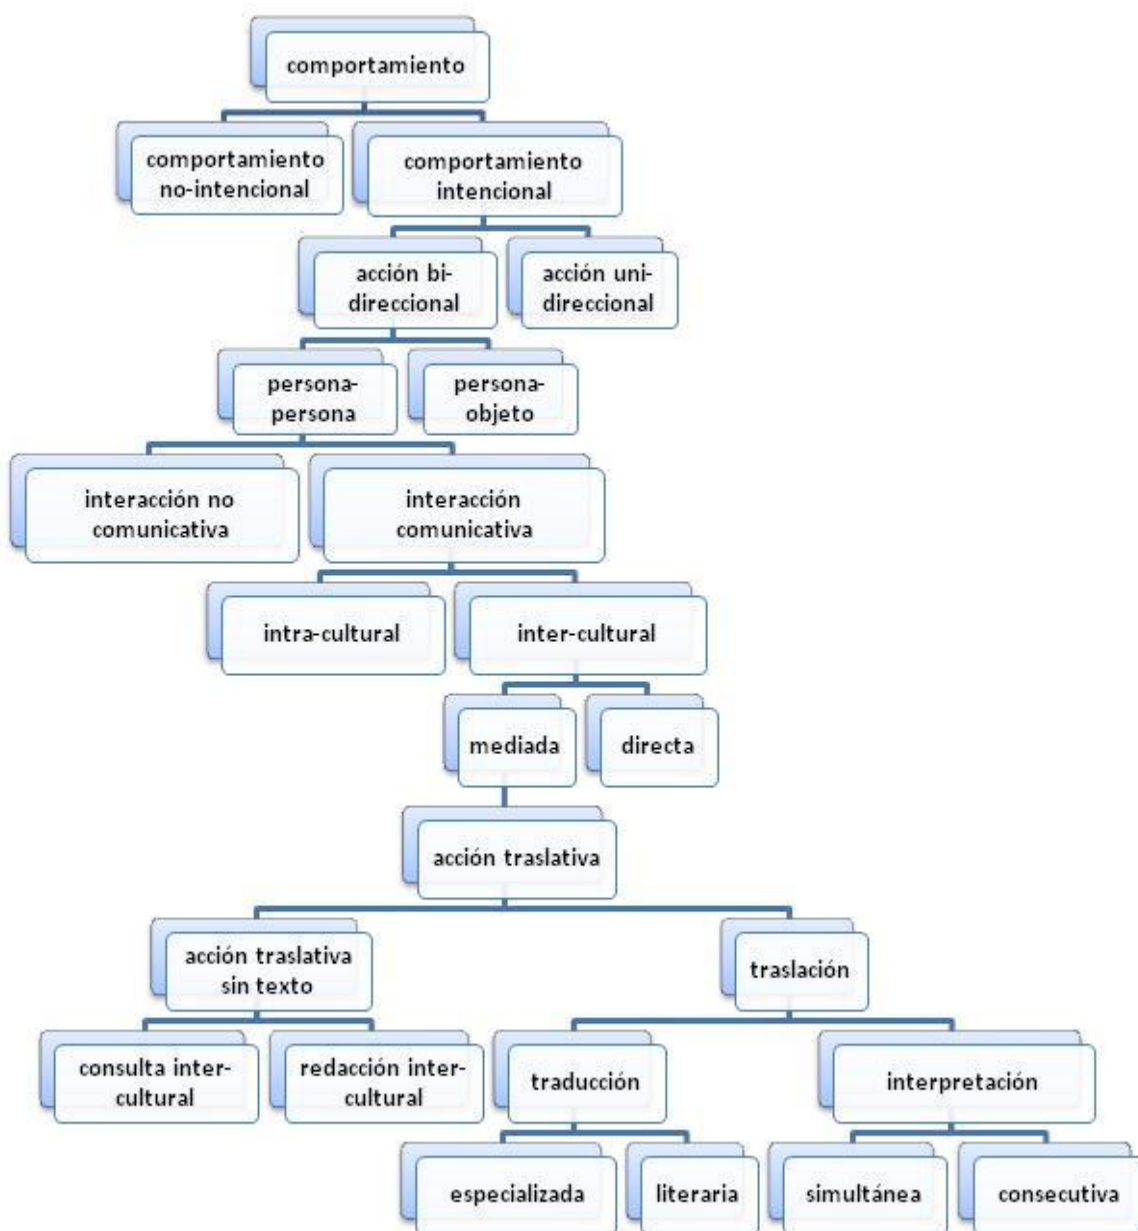 comportamiento
comportamiento
no-intencional
comportamiento
intencional
acción bi-
direccional
acción uni-
direccional
persona-
persona
persona-
objeto
interacción no
comunicativa
interacción
comunicativa
intra-cultural
inter-cultural
mediada
directa
acción traslativa
acción traslativa
sin texto
traslación
consulta inter-
cultural
redacción inter-
cultural
traducción
interpretación
especializada
literaria
simultánea
consecutiva